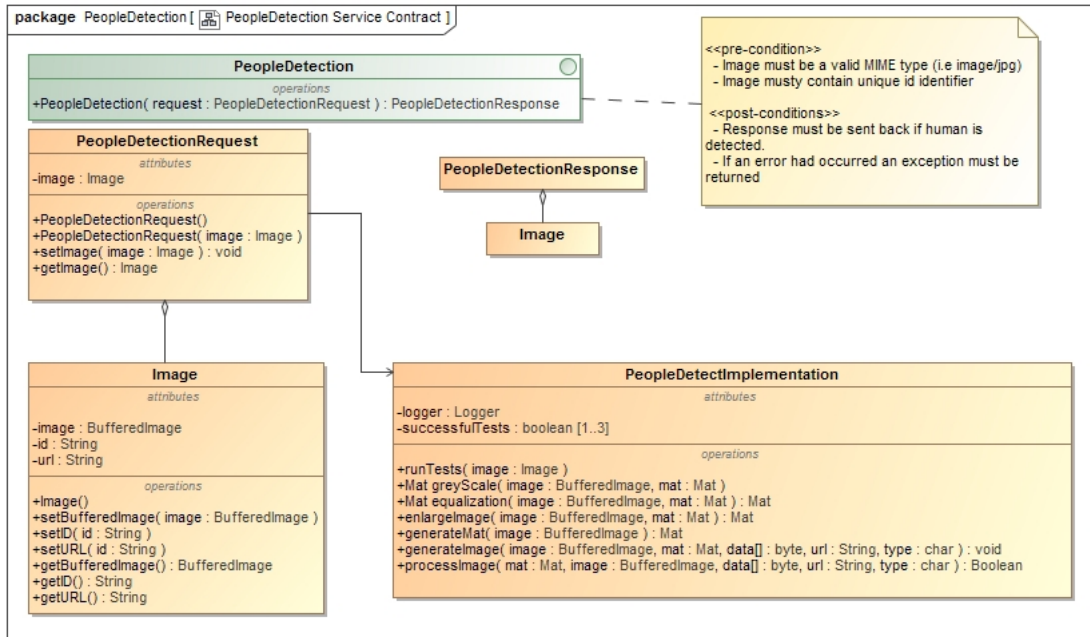 package PeopleDetection [ PeopleDetection Service Contract ]
PeopleDetection
operations
+PeopleDetection( request : PeopleDetectionRequest ) : PeopleDetectionResponse
<<pre-condition>>
- Image must be a valid MIME type (i.e image/jpg)
- Image musty contain unique id identifier
<<post-conditions>>
- Response must be sent back if human is
detected.
- If an error had occurred an exception must be
returned
PeopleDetectionRequest
attributes
-image : Image
operations
+PeopleDetectionRequest()
+PeopleDetectionRequest( image : Image )
+setImage( image : Image ) : void
+getImage() : Image
PeopleDetectionResponse
Image
Image
attributes
-image : BufferedImage
-id : String
-url : String
operations
+Image()
+setBufferedImage( image : BufferedImage )
+setID( id : String )
+setURL( id : String )
+getBufferedImage() : BufferedImage
+getID() : String
+getURL() : String
PeopleDetectImplementation
attributes
-logger : Logger
-successfulTests : boolean [1..3]
operations
+runTests( image : Image )
+Mat greyScale( image : BufferedImage, mat : Mat )
+Mat equalization( image : BufferedImage, mat : Mat ) : Mat
+enlargeImage( image : BufferedImage, mat : Mat ) : Mat
+generateMat( image : BufferedImage ) : Mat
+generateImage( image : BufferedImage, mat : Mat, data[] : byte, url : String, type : char ) : void
+processImage( mat : Mat, image : BufferedImage, data[] : byte, url : String, type : char ) : Boolean